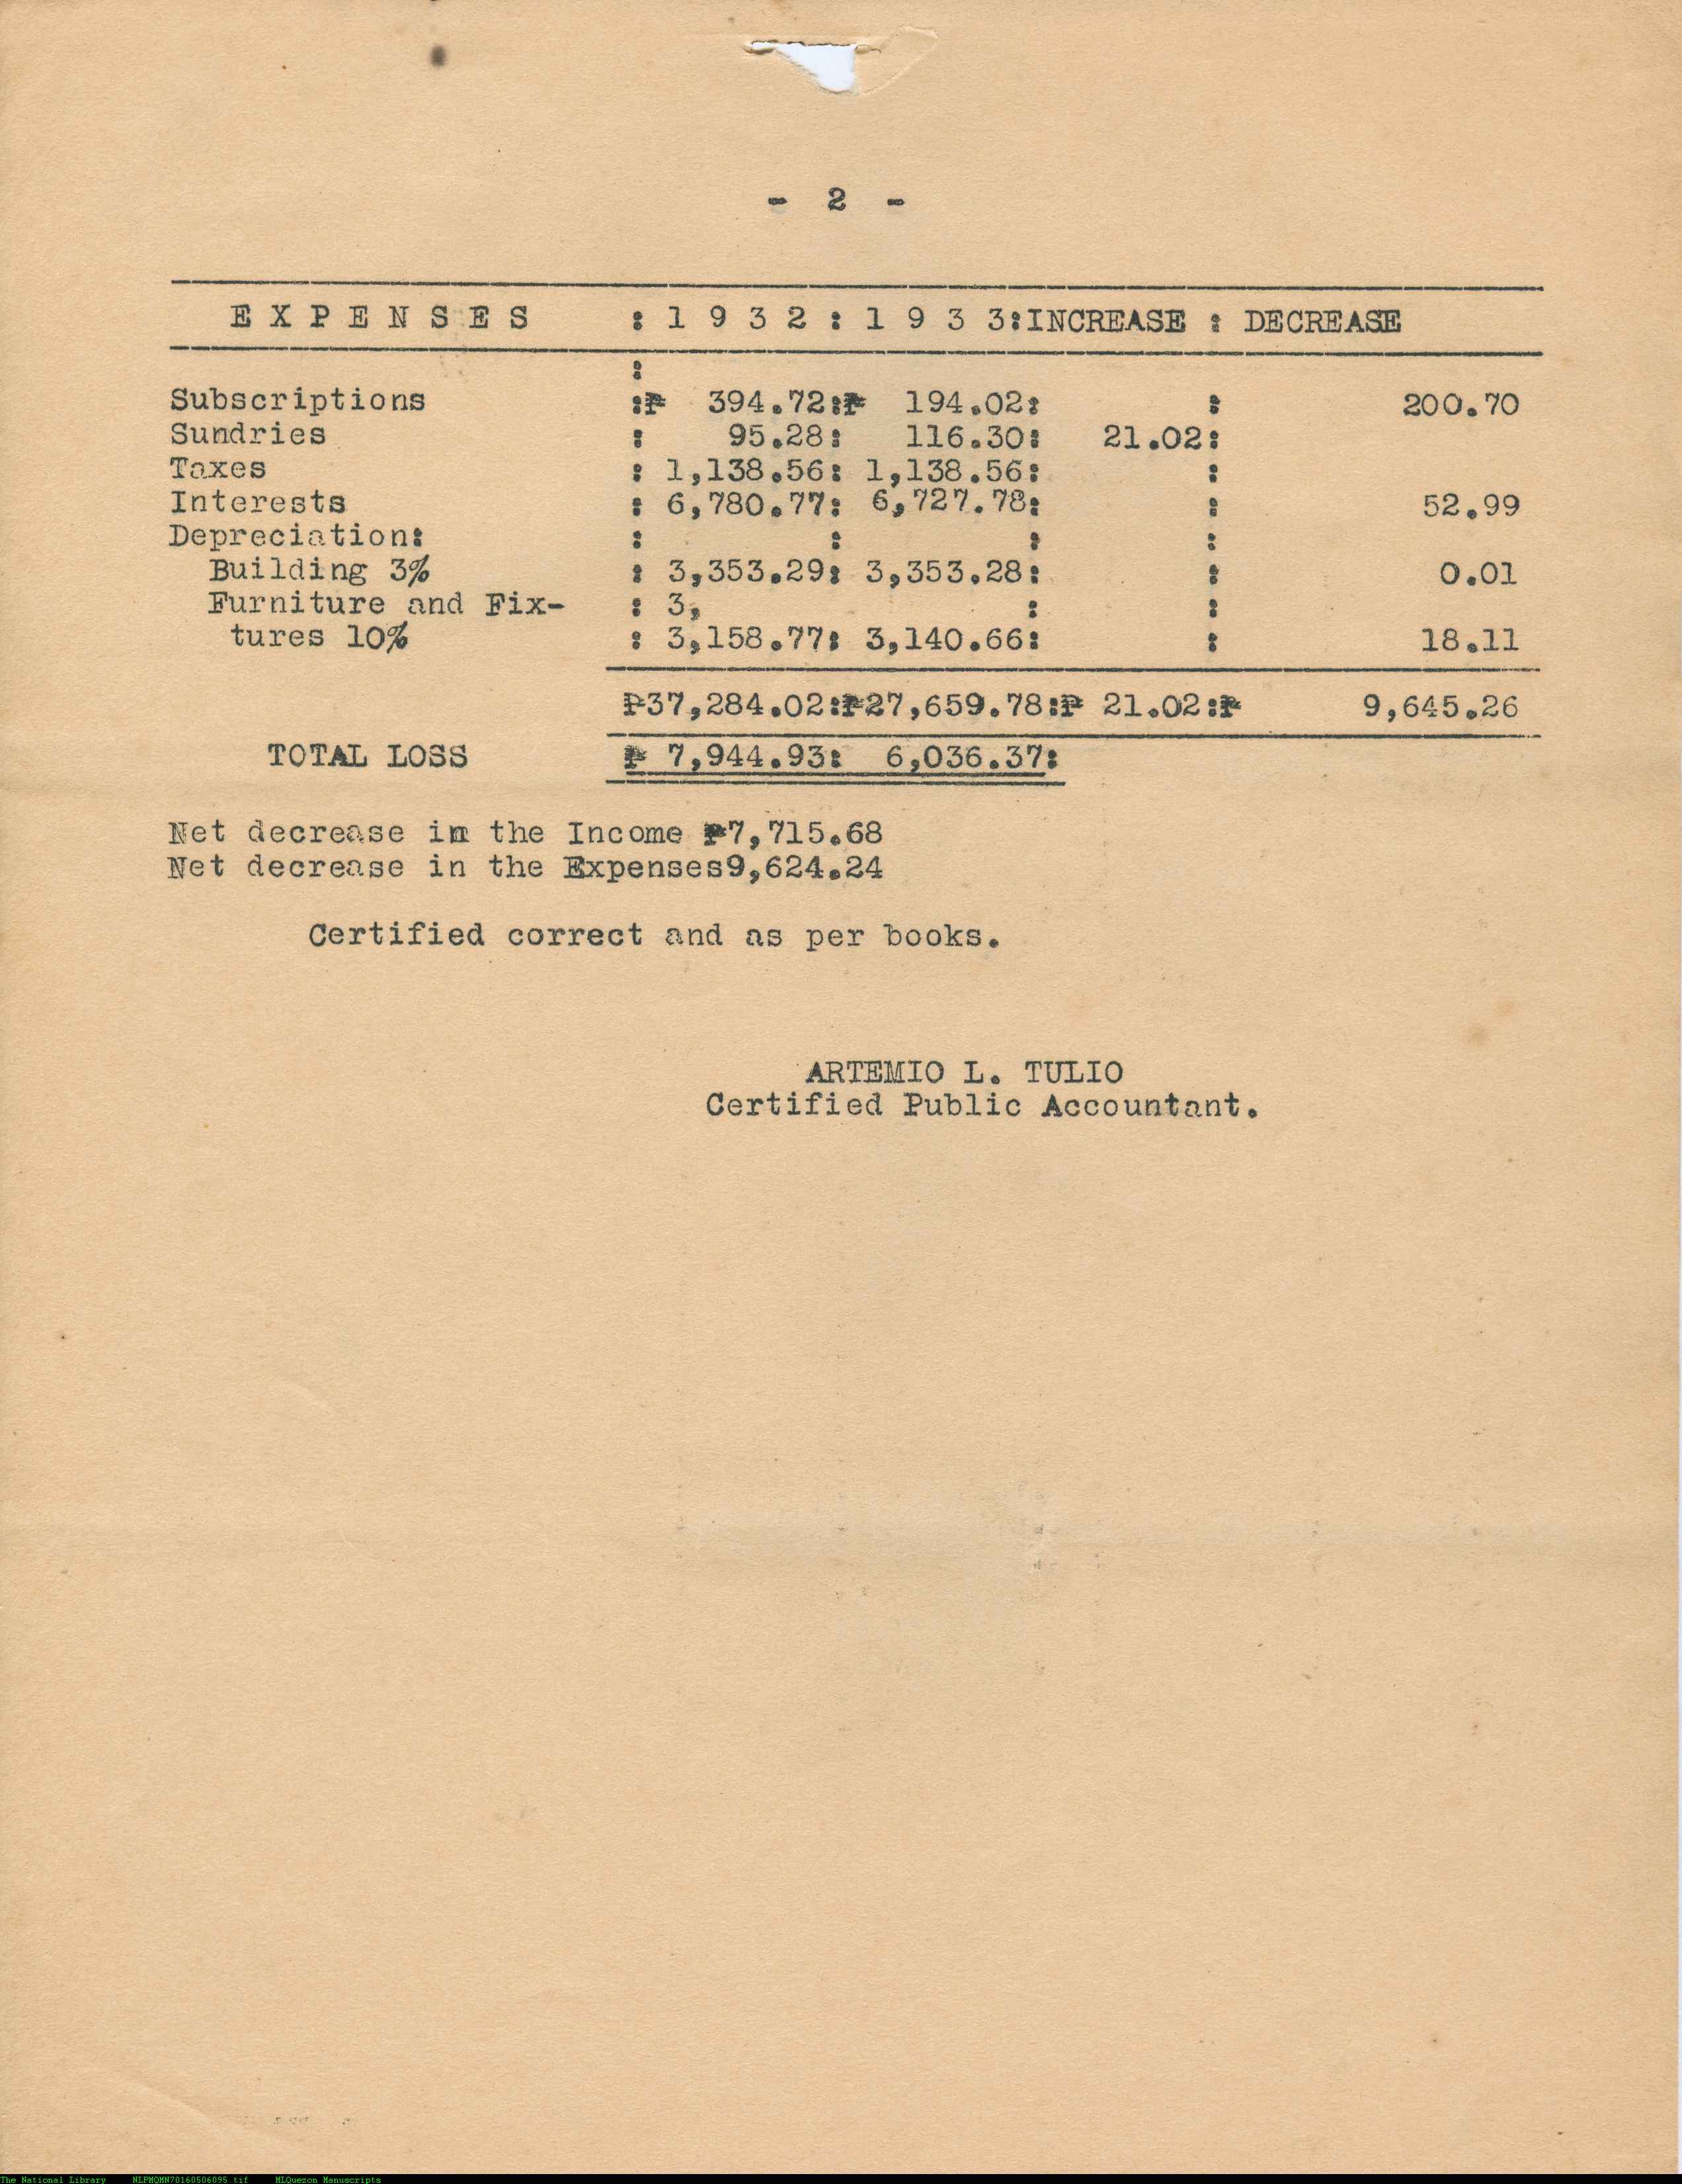 - 2 -
E X P E N S E S : 1 9 3 2 : 1 9 3 3:INCREASE : DECREASE
:
Subscriptions :₱ 394.72:₱ 194.02: : 200.70
Sundries : 95.28: 116.30: 21.02:
Taxes : 1,138.56: 1,138.56: :
Interests : 6,780.77: 6,727.78: : 52.99
Depreciation: : : : :
Building 3% : 3,353.29: 3,353.28: : 0.01
Furniture and Fix- : 3, : :
tures 10% : 3,158.77: 3,140.66: : 18.11
₱37,284.02:₱27,659.78:₱ 21.02:₱ 9,645.26
TOTAL LOSS ₱ 7,944.93: 6,036.37:
Net decrease in the Income ₱7,715.68
Net decrease in the Expenses9,624.24
Certified correct and as per books.
ARTEMIO L. TULIO
Certified Public Accountant.
The National Library NLPMQMN70160506095.tif MLQuezon Manuscripts